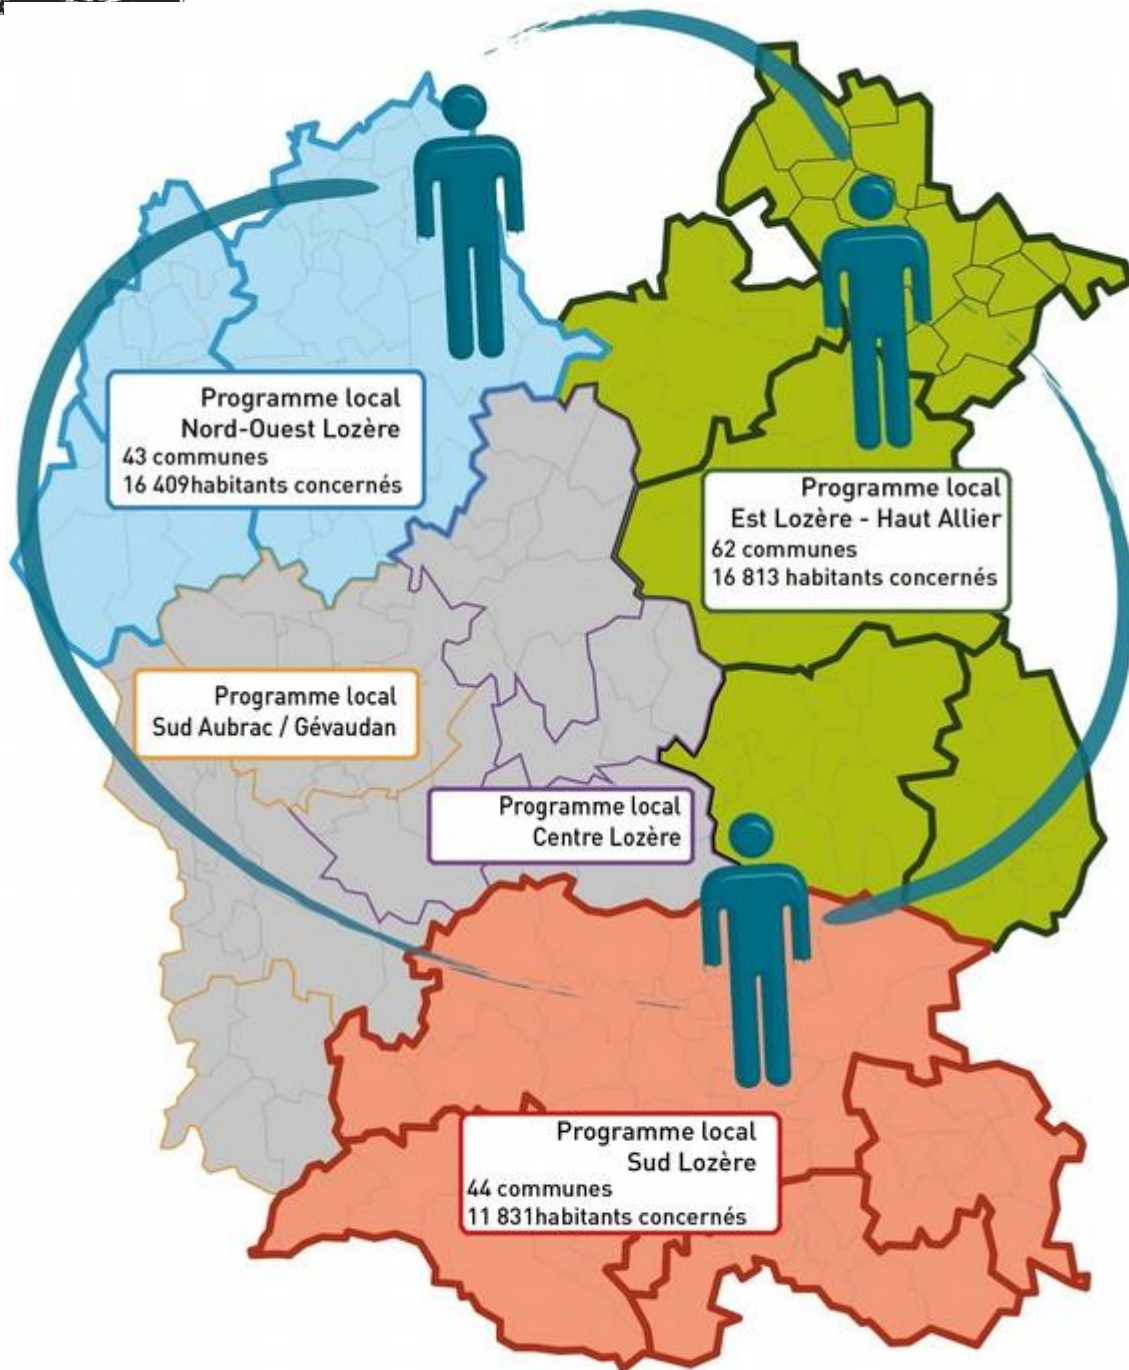 Programme local
Nord-Ouest Lozère
43 communes
16 409habitants concernés
Programme local
Est Lozère - Haut Allier
62 communes
16 813 habitants concernés
Programme local
Sud Aubrac / Gévaudan
Programme local
Centre Lozère
Programme local
Sud Lozère
44 communes
11 831habitants concernés